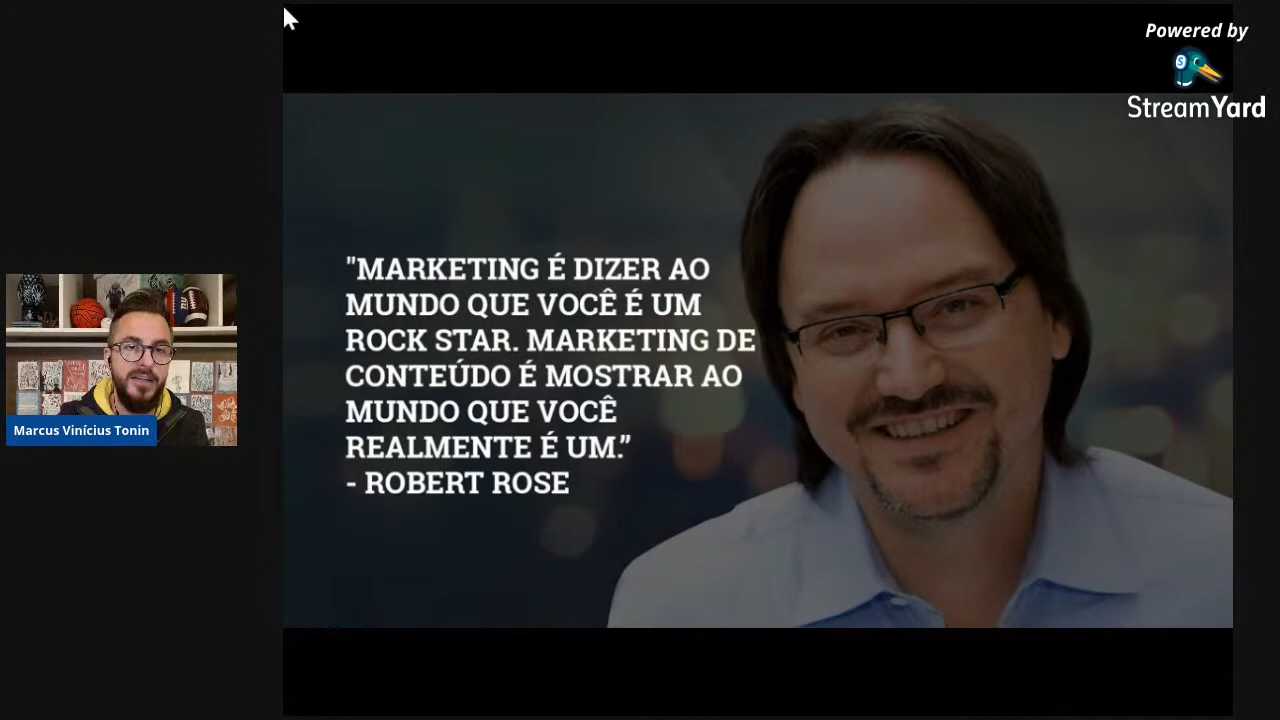 Powered by
StreamYard
"MARKETING É DIZER AO
MUNDO QUE VOCÊ É UM
ROCK STAR. MARKETING DE
CONTEÚDO É MOSTRAR AO
MUNDO QUE VOCÊ
REALMENTE É UM.”
- ROBERT ROSE
Marcus Vinícius Tonin